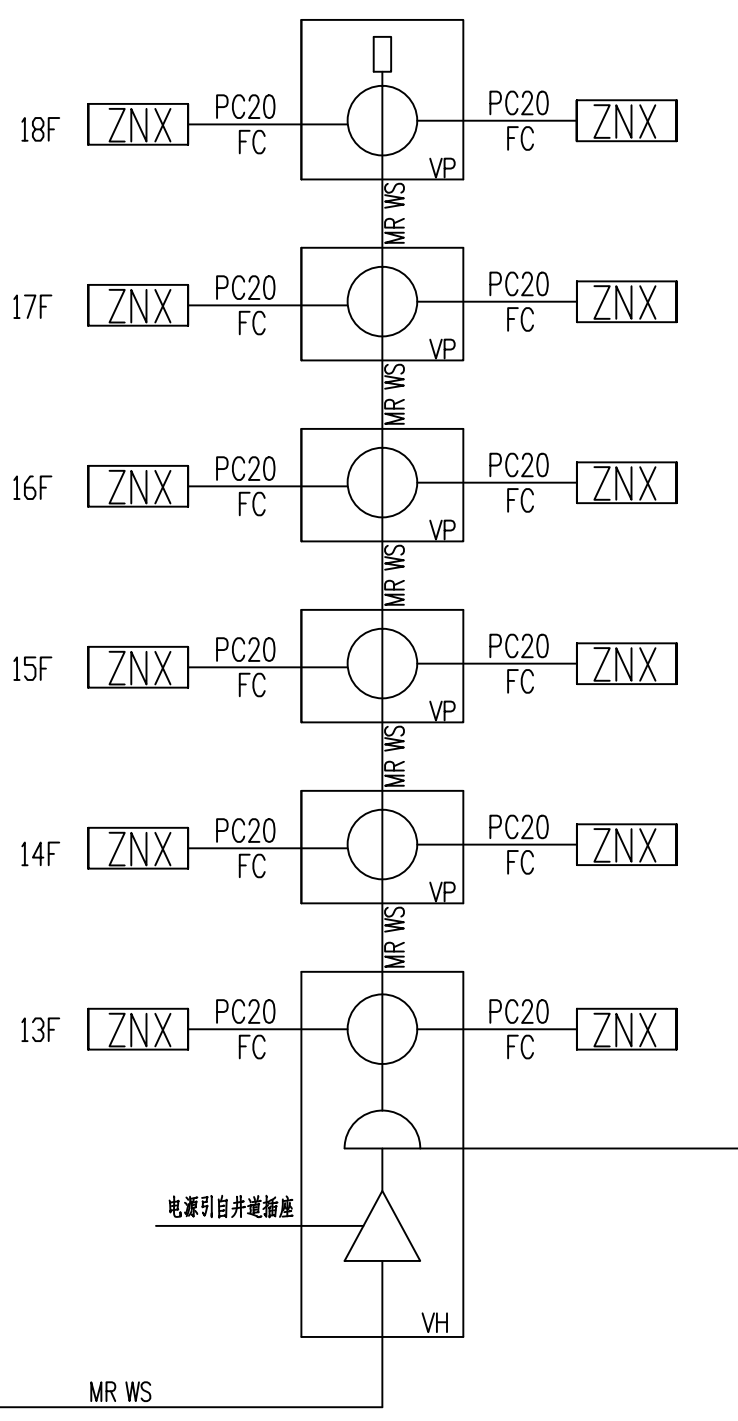 18F ZNX PC20 PC20 ZNX
FC FC
VP
MR WS
17F ZNX PC20 PC20 ZNX
FC FC
VP
MR WS
16F ZNX PC20 PC20 ZNX
FC FC
VP
MR WS
15F ZNX PC20 PC20 ZNX
FC FC
VP
MR WS
14F ZNX PC20 PC20 ZNX
FC FC
VP
MR WS
13F ZNX PC20 PC20 ZNX
FC FC
电源引自井道插座
VH
MR WS